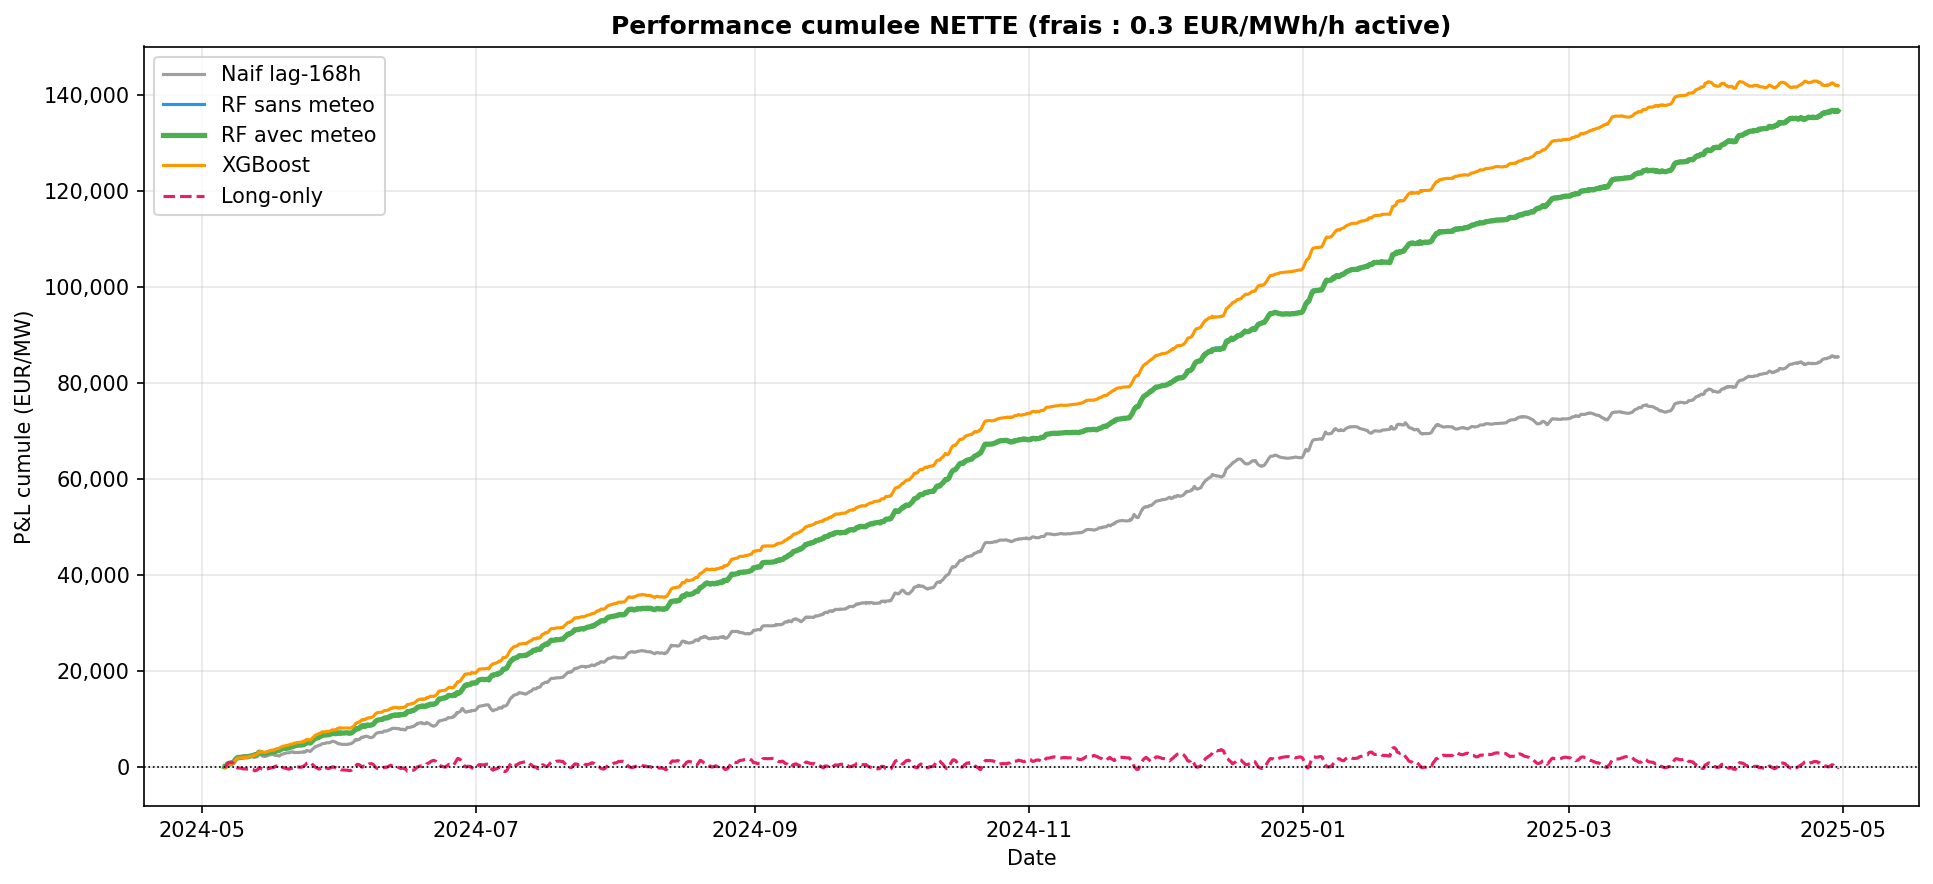 Performance cumulee NETTE (frais : 0.3 EUR/MWh/h active)
Naif lag-168h
RF sans meteo
RF avec meteo
XGBoost
Long-only
P&L cumule (EUR/MW)
140,000
120,000
100,000
80,000
60,000
40,000
20,000
0
2024-05 2024-07 2024-09 2024-11 2025-01 2025-03 2025-05
Date